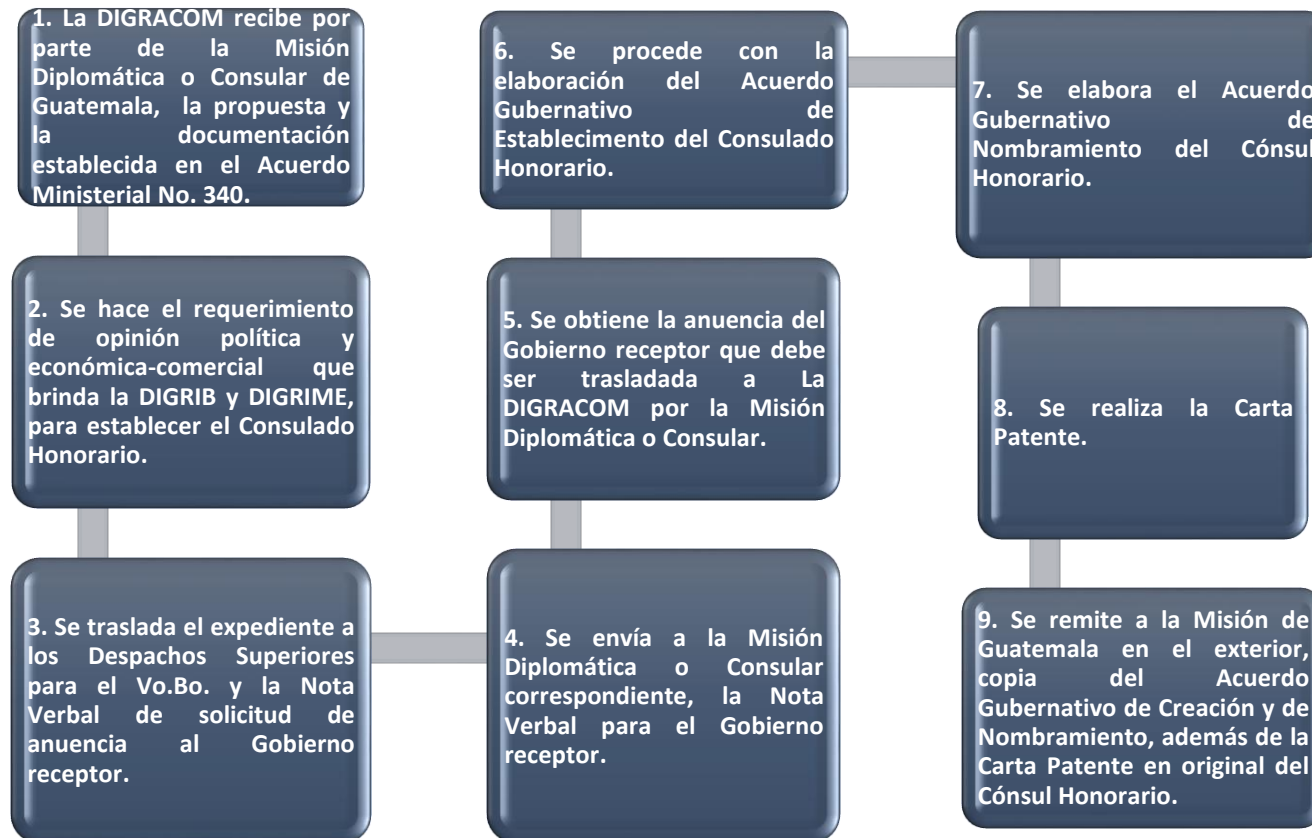 1. La DIGRACOM recibe por
parte de la Misión
Diplomática o Consular de
Guatemala, la propuesta y
la documentación
establecida en el Acuerdo
Ministerial No. 340.
2. Se hace el requerimiento
de opinión política y
económica-comercial que
brinda la DIGRIB y DIGRIME,
para establecer el Consulado
Honorario.
3. Se traslada el expediente a
los Despachos Superiores
para el Vo.Bo. y la Nota
Verbal de solicitud de
anuencia al Gobierno
receptor.
4. Se envía a la Misión
Diplomática o Consular
correspondiente, la Nota
Verbal para el Gobierno
receptor.
5. Se obtiene la anuencia del
Gobierno receptor que debe
ser trasladada a La
DIGRACOM por la Misión
Diplomática o Consular.
6. Se procede con la
elaboración del Acuerdo
Gubernativo de
Establecimento del Consulado
Honorario.
7. Se elabora el Acuerdo
Gubernativo de
Nombramiento del Cónsul
Honorario.
8. Se realiza la Carta
Patente.
9. Se remite a la Misión de
Guatemala en el exterior,
copia del Acuerdo
Gubernativo de Creación y de
Nombramiento, además de la
Carta Patente en original del
Cónsul Honorario.